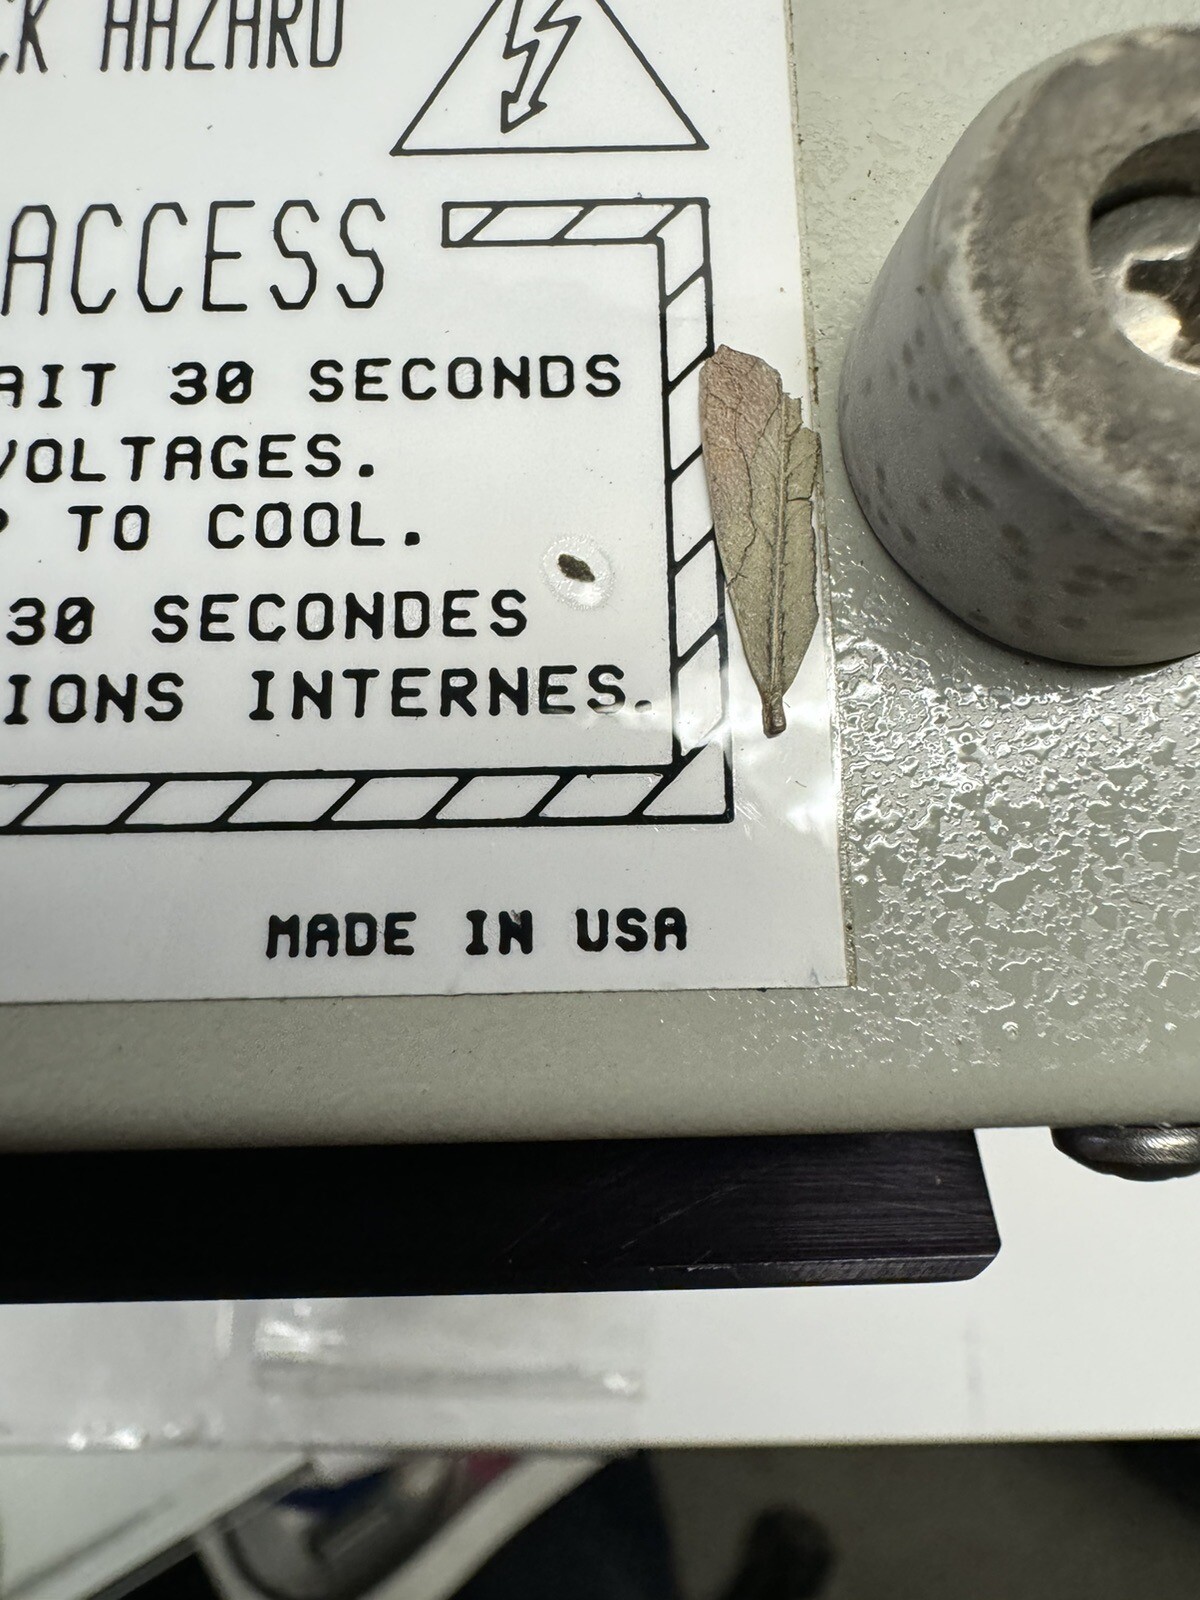 HAZARD
ACCESS
30 SECONDS
VOLTAGES.
TO COOL.
30 SECONDES
INTERNES.
MADE IN USA